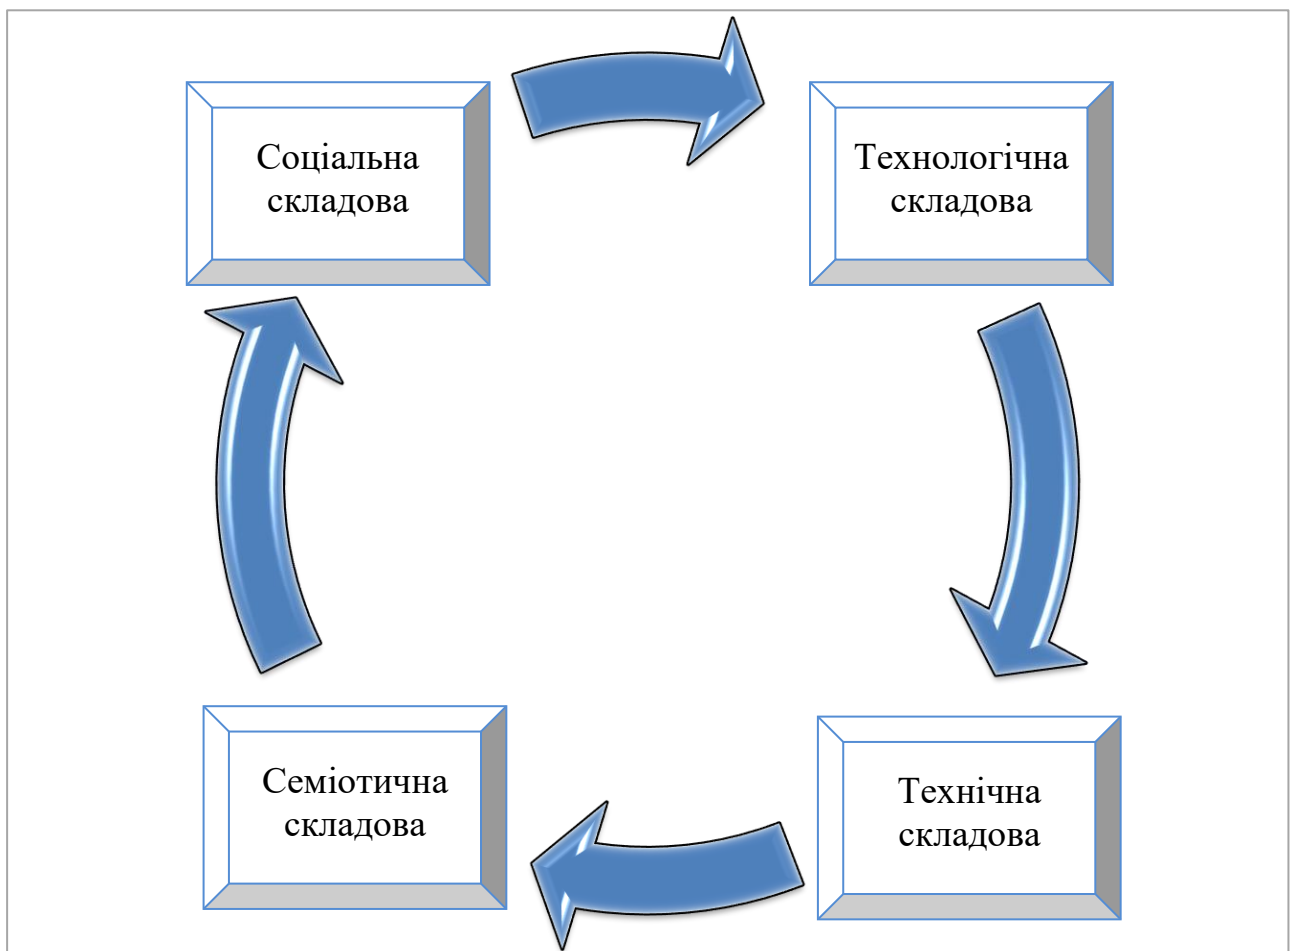 Соціальна
складова
Технологічна
складова
Семіотична
складова
Технічна
складова